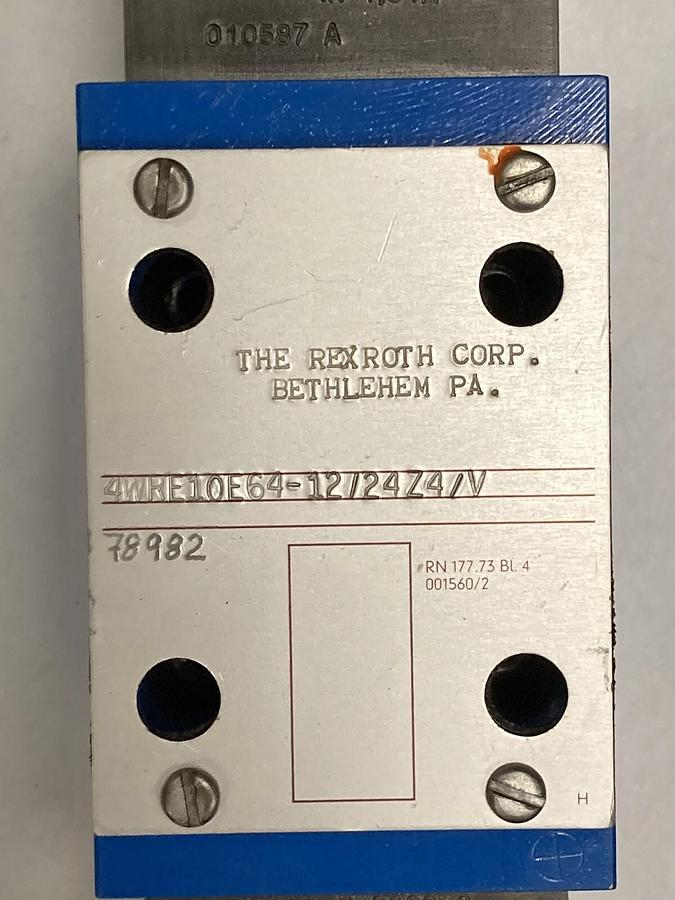 010587 A
THE REXROTH CORP.
BETHLEHEM PA.
4WRE10E64-12/24Z4/V
78982
RN 177.73 Bl. 4
001560/2
H